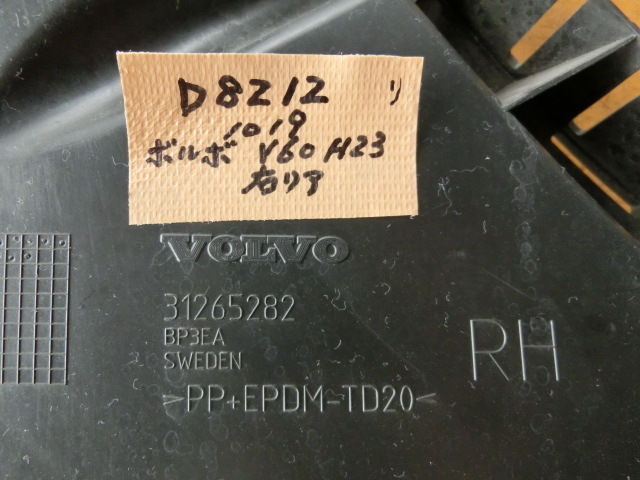 D8212 リ
1019
ボルボ V60 H23
右リア
VOLVO
31265282
BP3EA
SWEDEN
RH
>PP+EPDM-TD20<